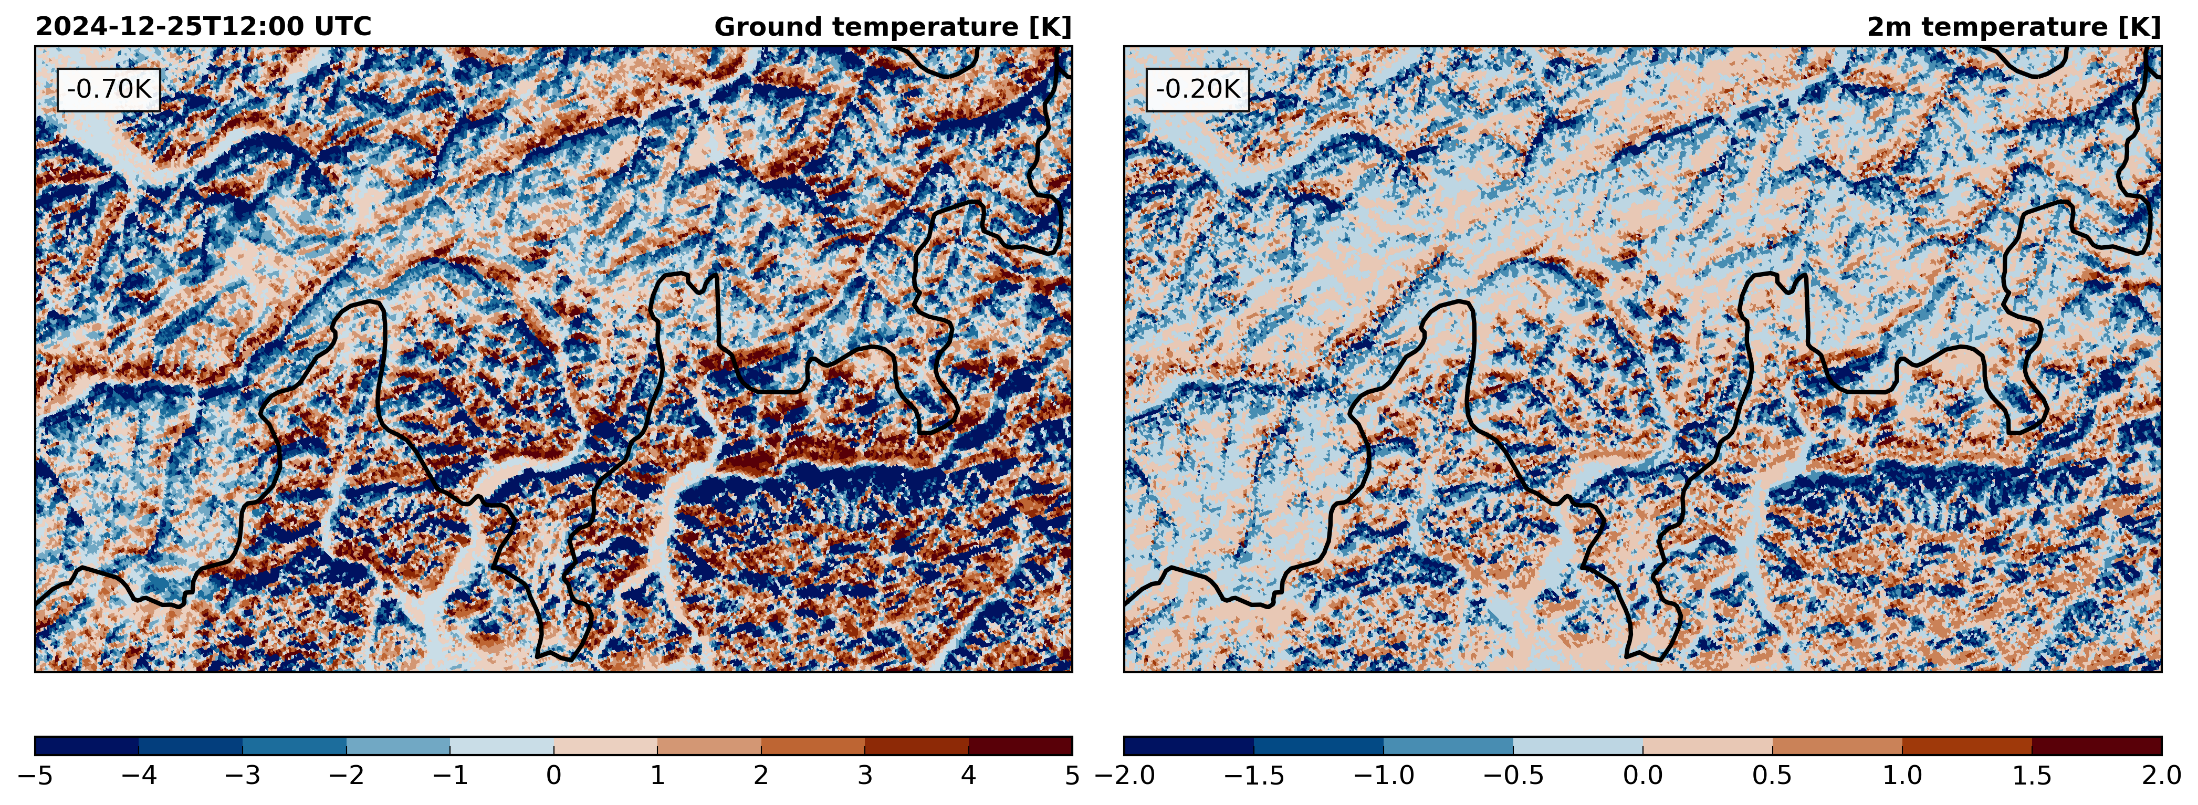 2024-12-25T12:00 UTC
Ground temperature [K]
2m temperature [K]
-0.70K
-0.20K
−5 −4 −3 −2 −1 0 1 2 3 4 5
−2.0 −1.5 −1.0 −0.5 0.0 0.5 1.0 1.5 2.0